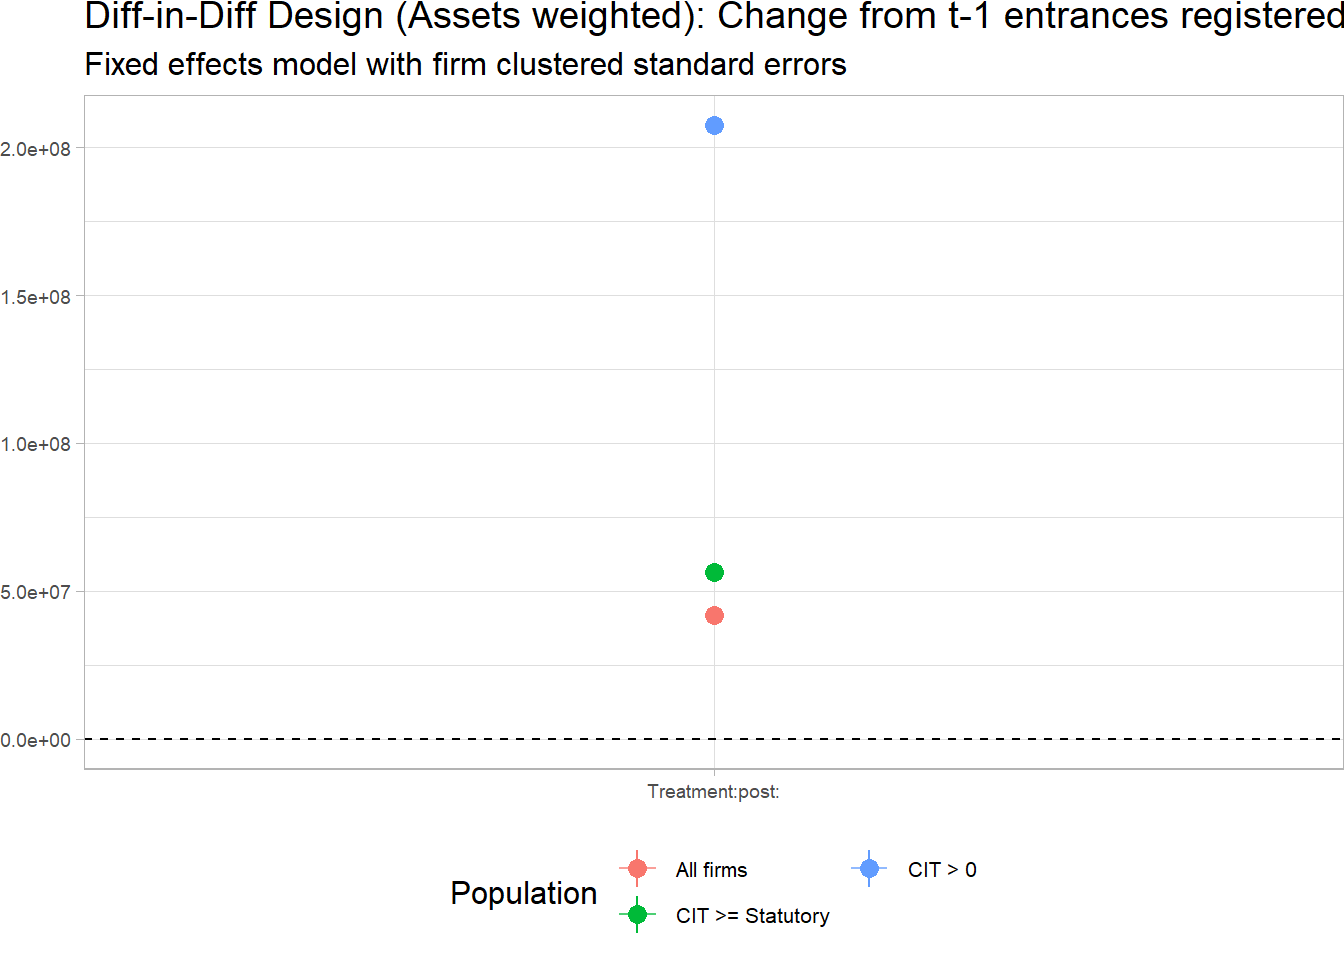 Diff-in-Diff Design (Assets weighted): Change from t-1 entrances registered
Fixed effects model with firm clustered standard errors
2.0e+08
1.5e+08
1.0e+08
5.0e+07
0.0e+00
Treatment:post:
Population
All firms
CIT >= Statutory
CIT > 0